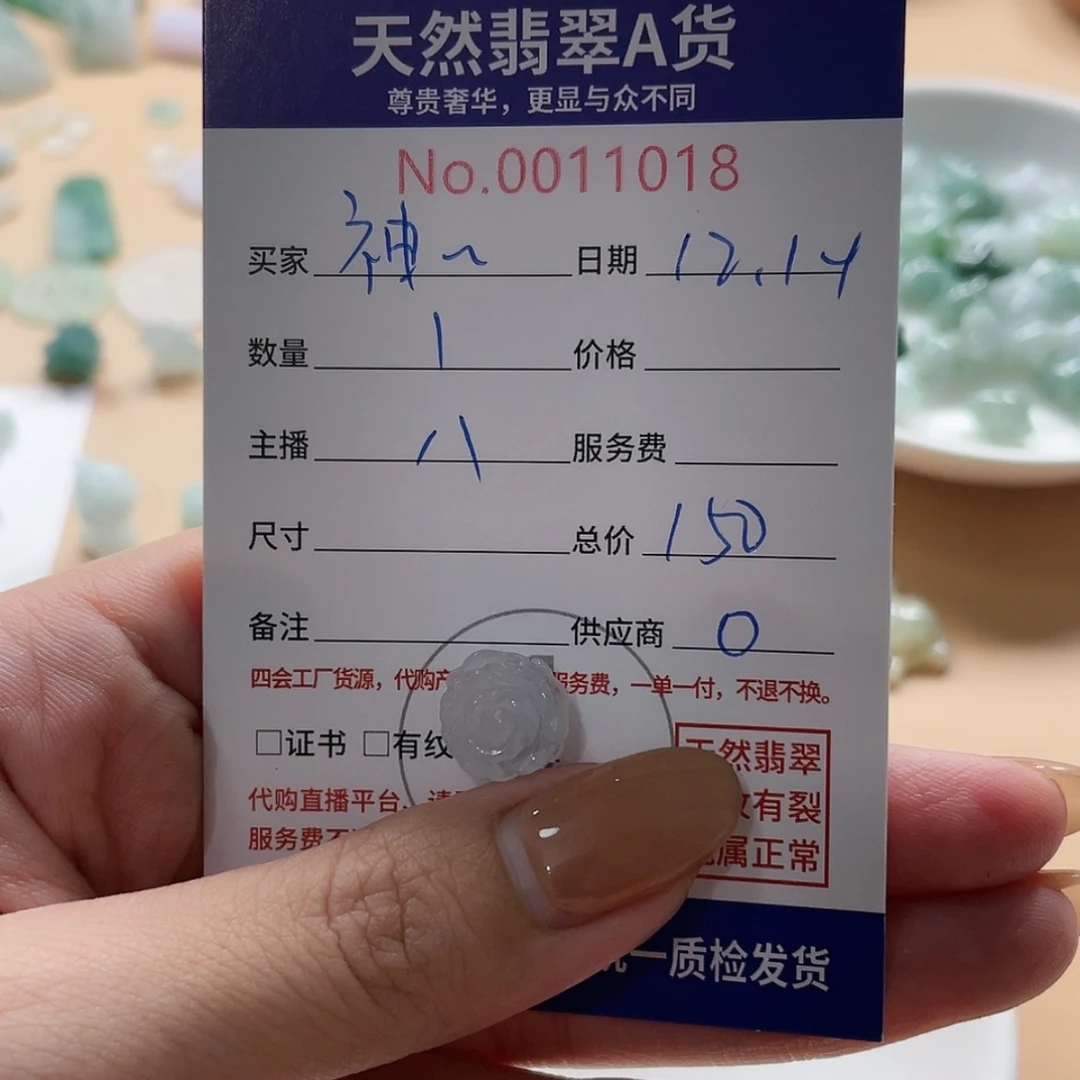 天然翡翠A货
尊贵奢华，更显与众不同
No.0011018
买家 神~ 日期 12.14
数量 1 价格
主播 八 服务费
尺寸 总价 150
备注 供应商 0
四会工厂货源，代购产 服务费，一单一付，不退不换。
□证书 □有纹
代购直播平台
服务费不
天然翡翠
有裂
属正常
一质检发货